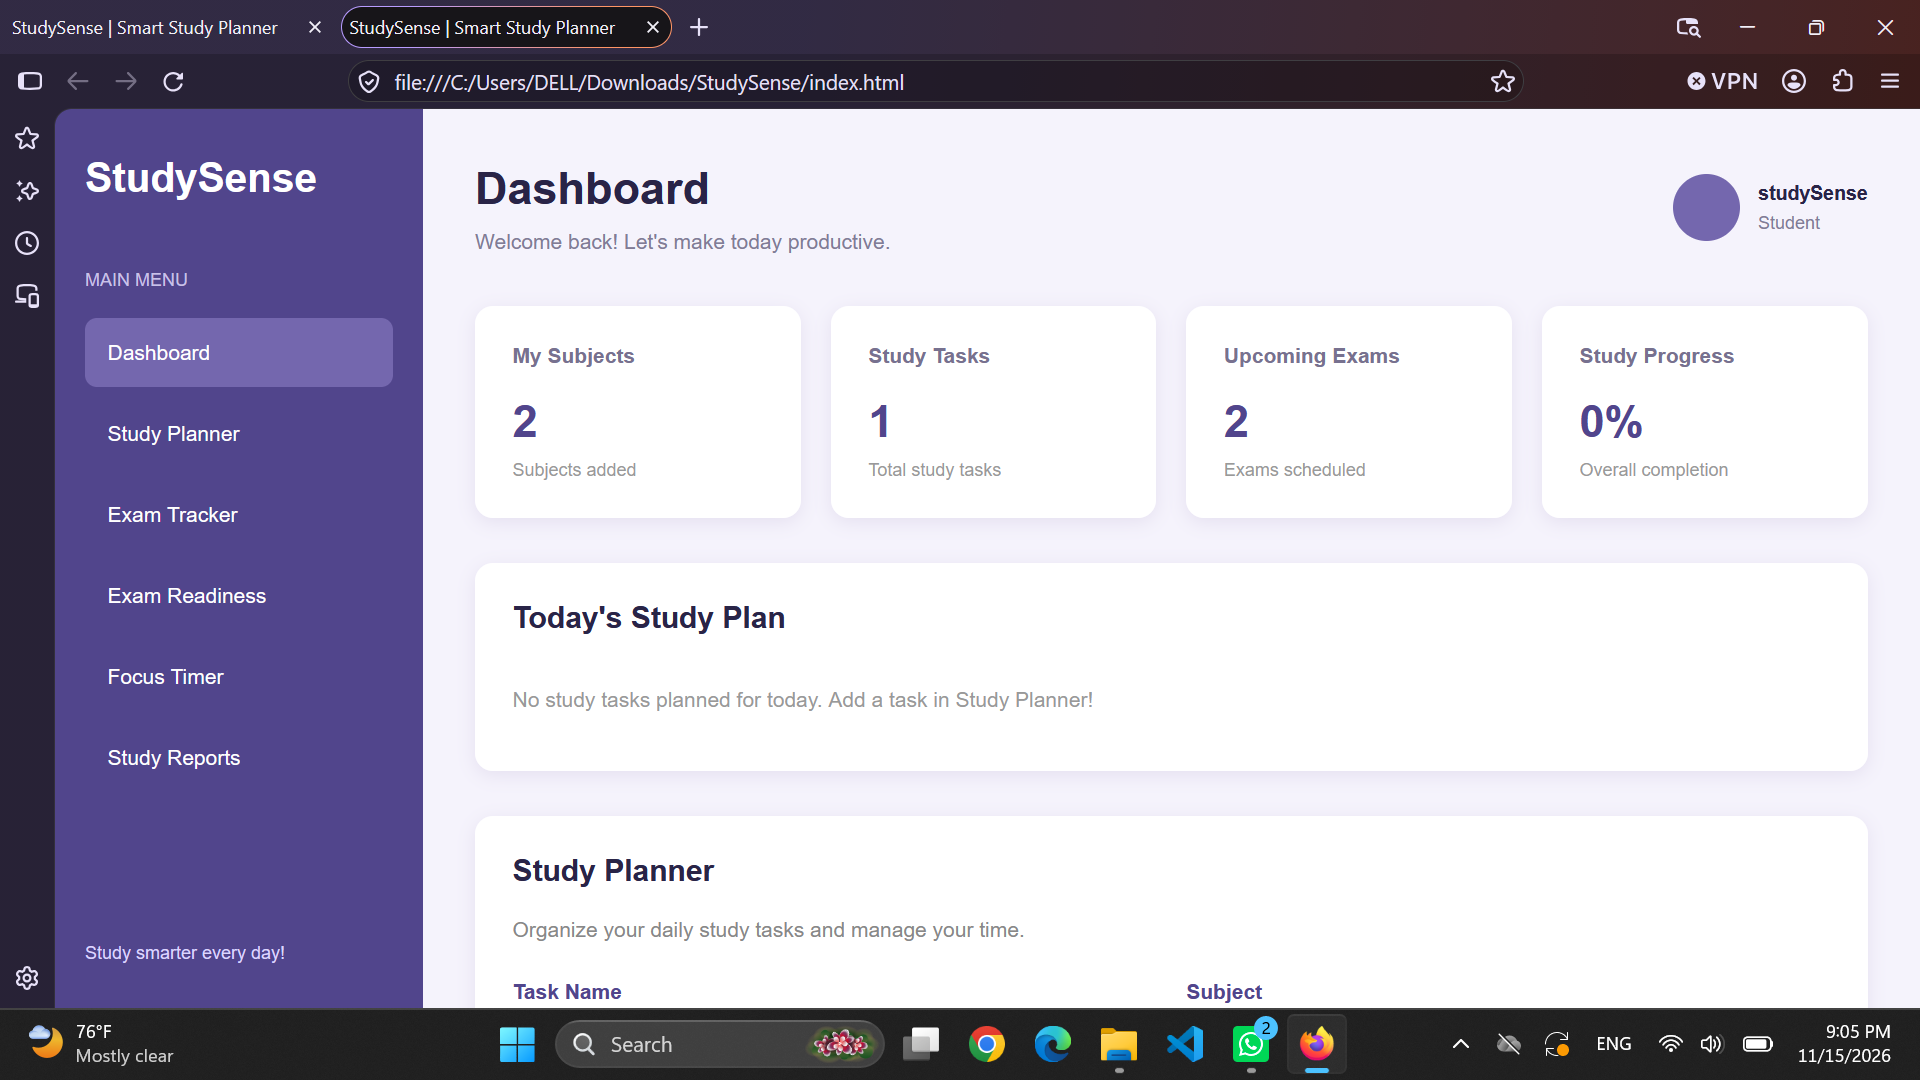 StudySense | Smart Study Planner
StudySense | Smart Study Planner
file:///C:/Users/DELL/Downloads/StudySense/index.html
VPN
StudySense
MAIN MENU
Dashboard
Study Planner
Exam Tracker
Exam Readiness
Focus Timer
Study Reports
Study smarter every day!
Dashboard
Welcome back! Let's make today productive.
studySense
Student
My Subjects
2
Subjects added
Study Tasks
1
Total study tasks
Upcoming Exams
2
Exams scheduled
Study Progress
0%
Overall completion
Today's Study Plan
No study tasks planned for today. Add a task in Study Planner!
Study Planner
Organize your daily study tasks and manage your time.
Task Name
Subject
76°F
Mostly clear
Search
2
ENG
9:05 PM
11/15/2026